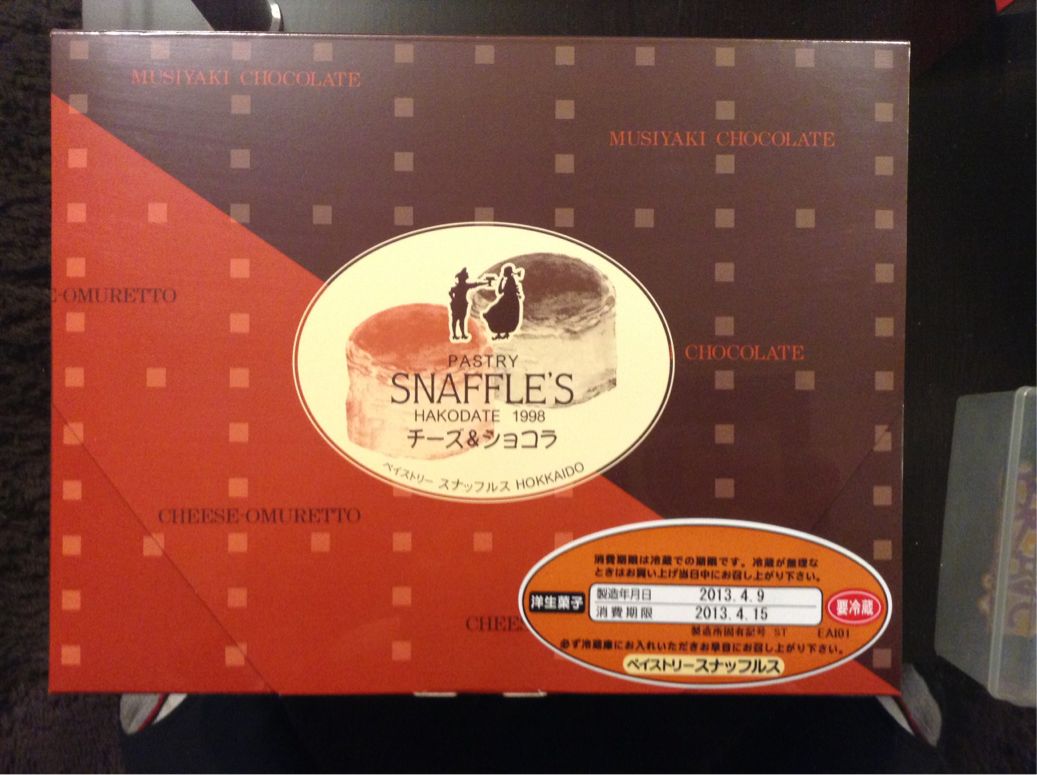 MUSIYAKI CHOCOLATE
MUSIYAKI CHOCOLATE
E-OMURETTO
CHOCOLATE
PASTRY
SNAFFLE'S
HAKODATE 1998
チーズ&ショコラ
ペイストリー スナッフルス HOKKAIDO
CHEESE-OMURETTO
CHEES
消費期限は冷蔵での期限です。冷蔵が無理な
ときはお買い上げ当日中にお召し上がり下さい。
洋生菓子
製造年月日 2013.4.9
消費期限 2013.4.15
要冷蔵
製造所固有記号 ST EAI01
必ず冷蔵庫にお入れいただきお早目にお召し上がり下さい。
ペイストリースナッフルス